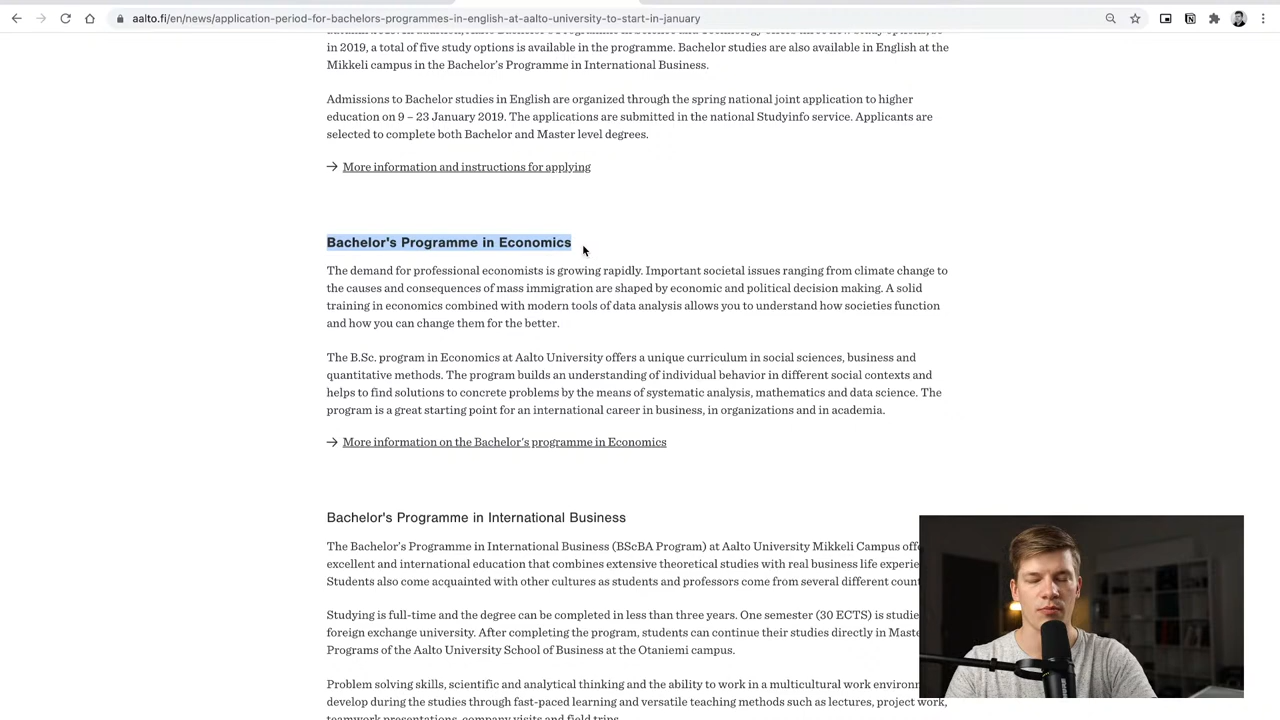 aalto.fi/en/news/application-period-for-bachelors-programmes-in-english-at-aalto-university-to-start-in-january
in 2019, a total of five study options is available in the programme. Bachelor studies are also available in English at the
Mikkeli campus in the Bachelor's Programme in International Business.
Admissions to Bachelor studies in English are organized through the spring national joint application to higher
education on 9 – 23 January 2019. The applications are submitted in the national Studyinfo service. Applicants are
selected to complete both Bachelor and Master level degrees.
→ More information and instructions for applying
Bachelor's Programme in Economics
The demand for professional economists is growing rapidly. Important societal issues ranging from climate change to
the causes and consequences of mass immigration are shaped by economic and political decision making. A solid
training in economics combined with modern tools of data analysis allows you to understand how societies function
and how you can change them for the better.
The B.Sc. program in Economics at Aalto University offers a unique curriculum in social sciences, business and
quantitative methods. The program builds an understanding of individual behavior in different social contexts and
helps to find solutions to concrete problems by the means of systematic analysis, mathematics and data science. The
program is a great starting point for an international career in business, in organizations and in academia.
→ More information on the Bachelor's programme in Economics
Bachelor's Programme in International Business
The Bachelor's Programme in International Business (BScBA Program) at Aalto University Mikkeli Campus
excellent and international education that combines extensive theoretical studies with real business life
Students also come acquainted with other cultures as students and professors come from several different
Studying is full-time and the degree can be completed in less than three years. One semester (30 ECTS) is
foreign exchange university. After completing the program, students can continue their studies directly in
Programs of the Aalto University School of Business at the Otaniemi campus.
Problem solving skills, scientific and analytical thinking and the ability to work in a multicultural work
develop during the studies through fast-paced learning and versatile teaching methods such as lectures, project work,
teamwork presentations, company visits and field trips.